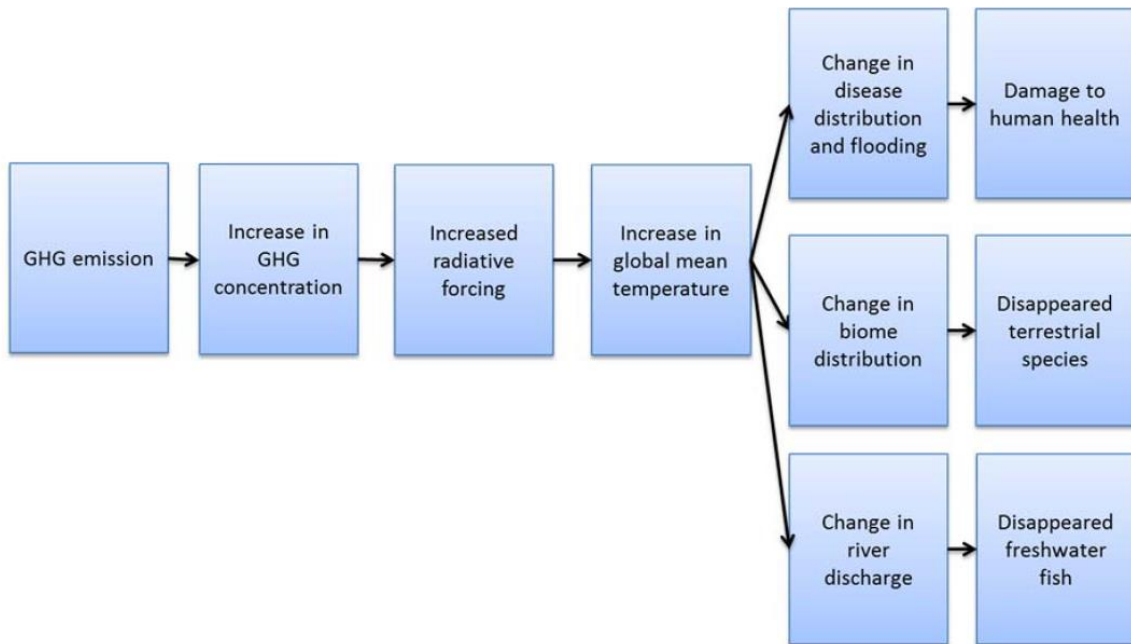 GHG emission
Increase in
GHG
concentration
Increased
radiative
forcing
Increase in
global mean
temperature
Change in
disease
distribution
and flooding
Damage to
human health
Change in
biome
distribution
Disappeared
terrestrial
species
Change in
river
discharge
Disappeared
freshwater
fish